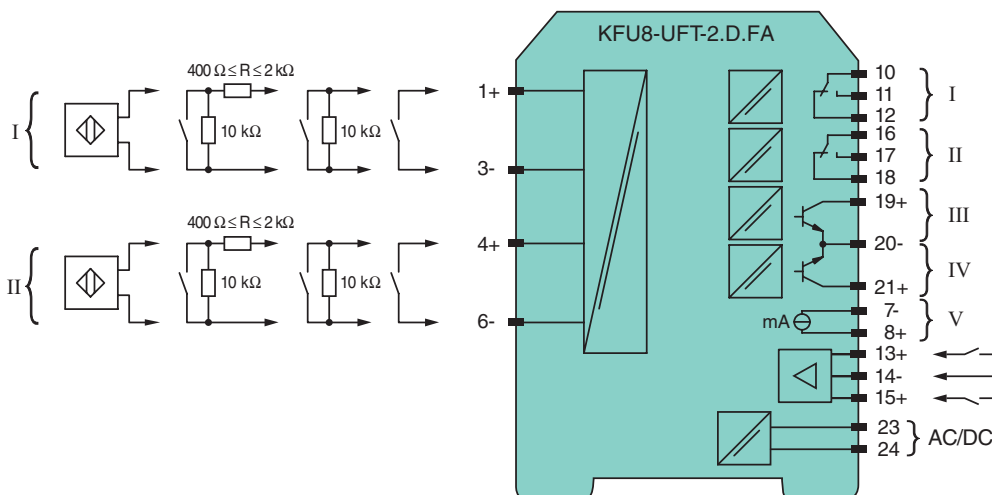 KFU8-UFT-2.D.FA
400 Ω ≤ R ≤ 2 kΩ
I
10 kΩ
10 kΩ
1+
3-
400 Ω ≤ R ≤ 2 kΩ
II
10 kΩ
10 kΩ
4+
6-
10
11
12
I
16
17
18
II
19+
20-
21+
III
IV
mA
7-
8+
V
13+
14-
15+
23
24
AC/DC